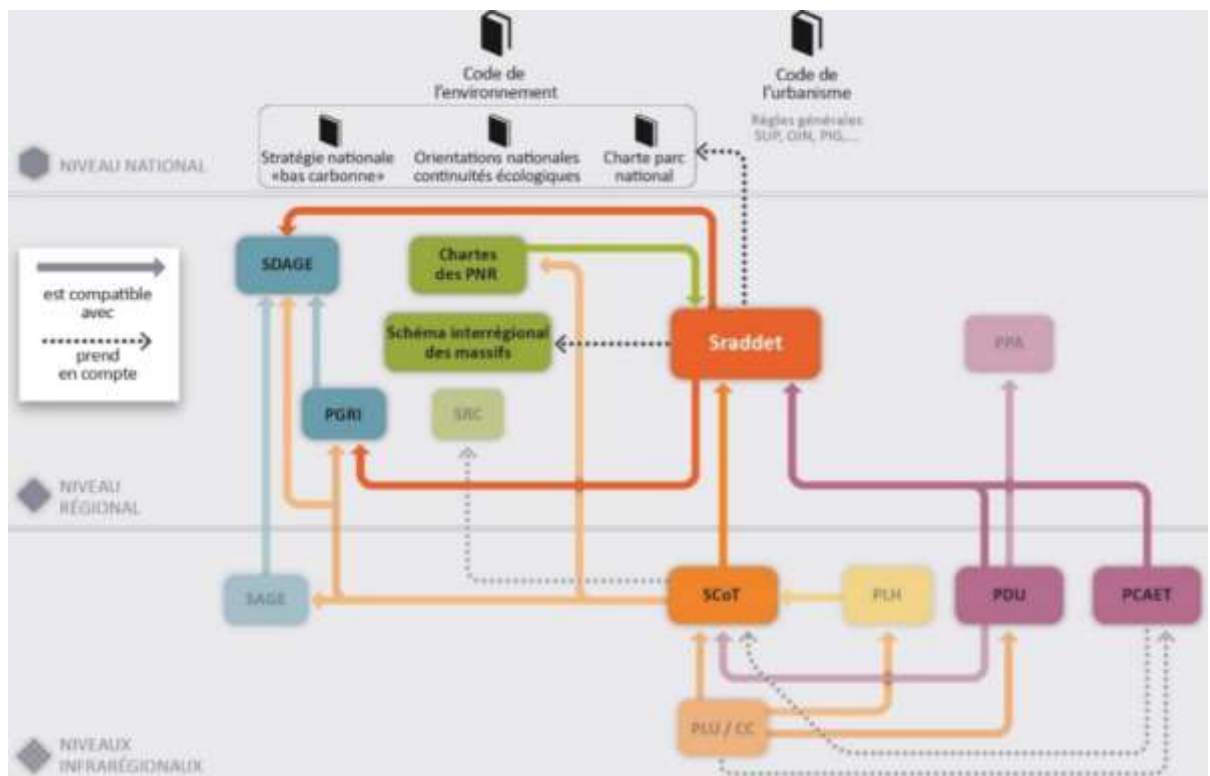 Code de
l'environnement
Code de
l'urbanisme
Règles générales
SUP, OIN, PIG,...
NIVEAU NATIONAL
Stratégie nationale
«bas carbonne»
Orientations nationales
continuités écologiques
Charte parc
national
est compatible
avec
prend
en compte
SDAGE
Chartes
des PNR
Schéma interrégional
des massifs
Sraddet
PPA
PGRI
SRC
NIVEAU
RÉGIONAL
SAGE
SCoT
PLH
PDU
PCAET
PLU / CC
NIVEAUX
INFRARÉGIONAUX